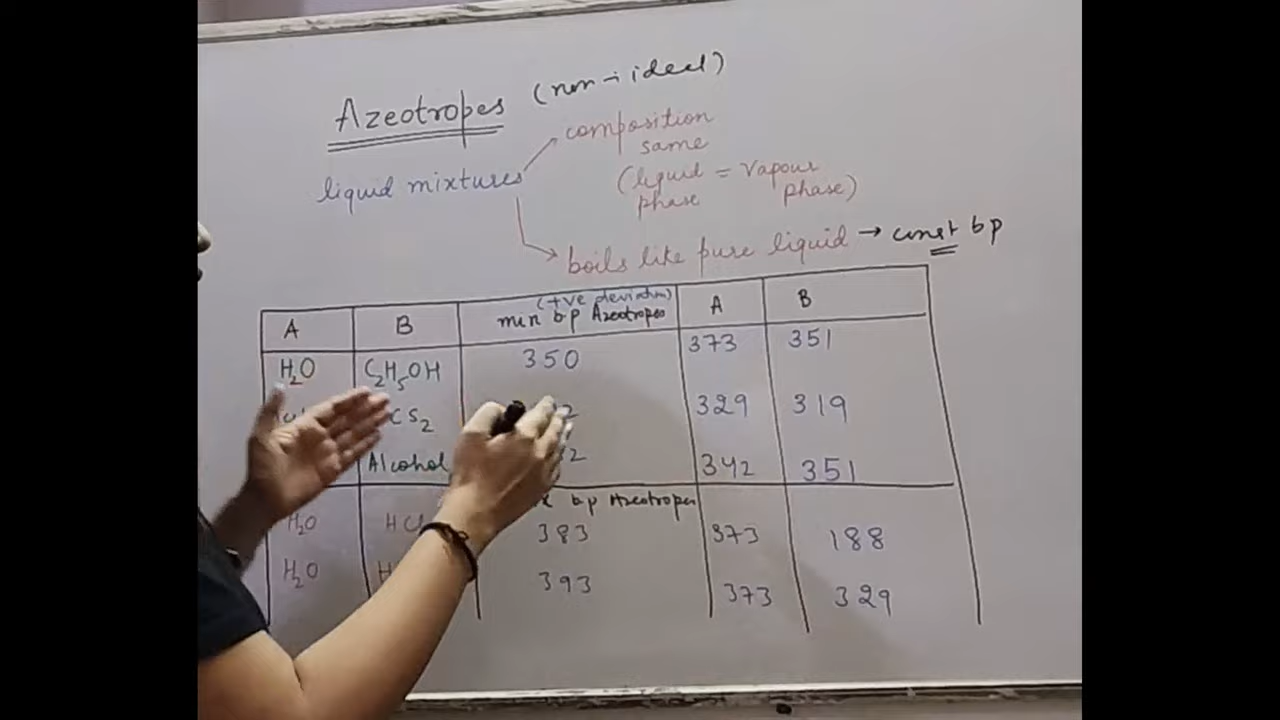 Azeotropes (non-ideal)
composition
same
liquid mixtures
(liquid = vapour
phase phase)
boils like pure liquid → const bp
(+ve deviation)
A B min bp Azeotropes A B
H₂O C₂H₅OH 350 373 351
CS₂ 329 319
Alcohol 342 351
bp Azeotropes
H₂O 383 373 188
H₂O 393 373 329